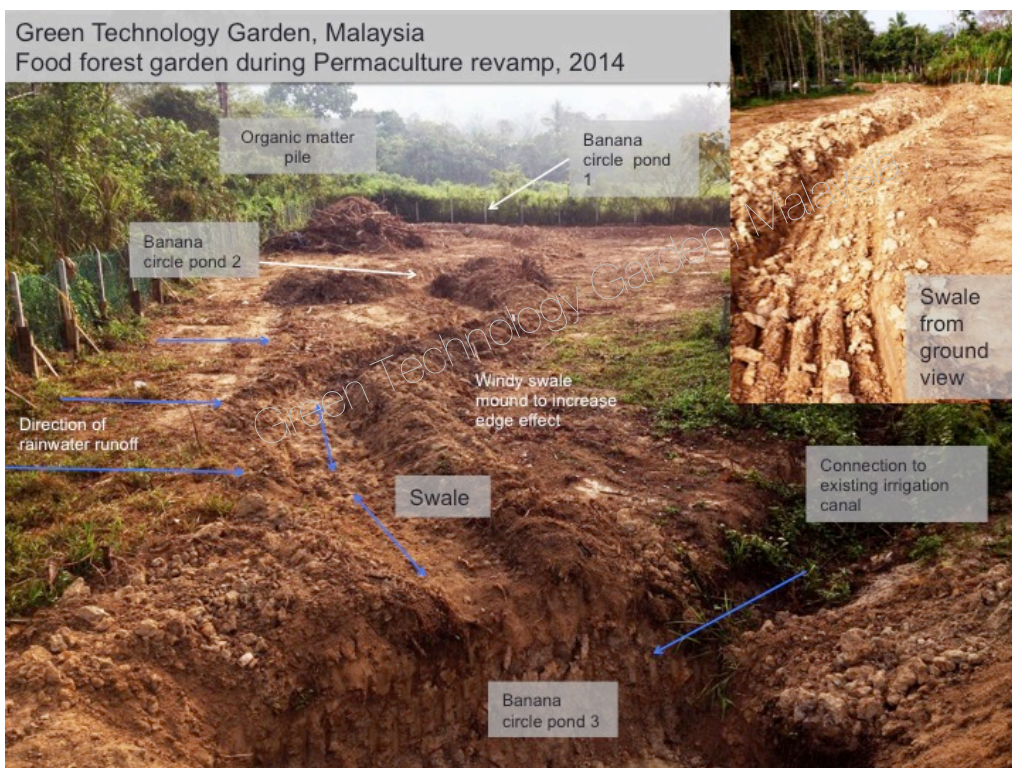 Green Technology Garden, Malaysia
Food forest garden during Permaculture revamp, 2014
Organic matter
pile
Banana
circle pond
1
Banana
circle pond 2
Swale
from
ground
view
Green Technology Garden, Malaysia
Windy swale
mound to increase
edge effect
Direction of
rainwater runoff
Connection to
existing irrigation
canal
Swale
Banana
circle pond 3